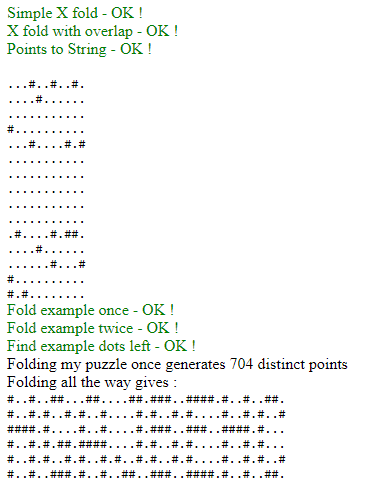 Simple X fold - OK !
X fold with overlap - OK !
Points to String - OK !
...#..#..#.
....#......
...........
#..........
...#....#.#
...........
...........
...........
...........
...........
.#....#.##.
....#......
......#...#
#..........
#.#........
Fold example once - OK !
Fold example twice - OK !
Find example dots left - OK !
Folding my puzzle once generates 704 distinct points
Folding all the way gives :
#..#..##...##....##.###..####.#..#..##.
#..#.#..#.#..#....#.#..#.#....#..#.#..#
####.#....#..#....#.###..###..####.#...
#..#.#.##.####....#.#..#.#....#..#.#...
#..#.#..#.#..#.#..#.#..#.#....#..#.#..#
#..#..###.#..#..##..###..####.#..#..##.